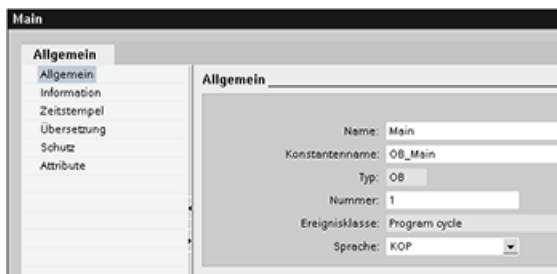 Main
Allgemein
Allgemein
Information
Zeitstempel
Übersetzung
Schutz
Attribute
Allgemein
Name: Main
Konstantenname: OB_Main
Typ: OB
Nummer: 1
Ereignisklasse: Program cycle
Sprache: KOP